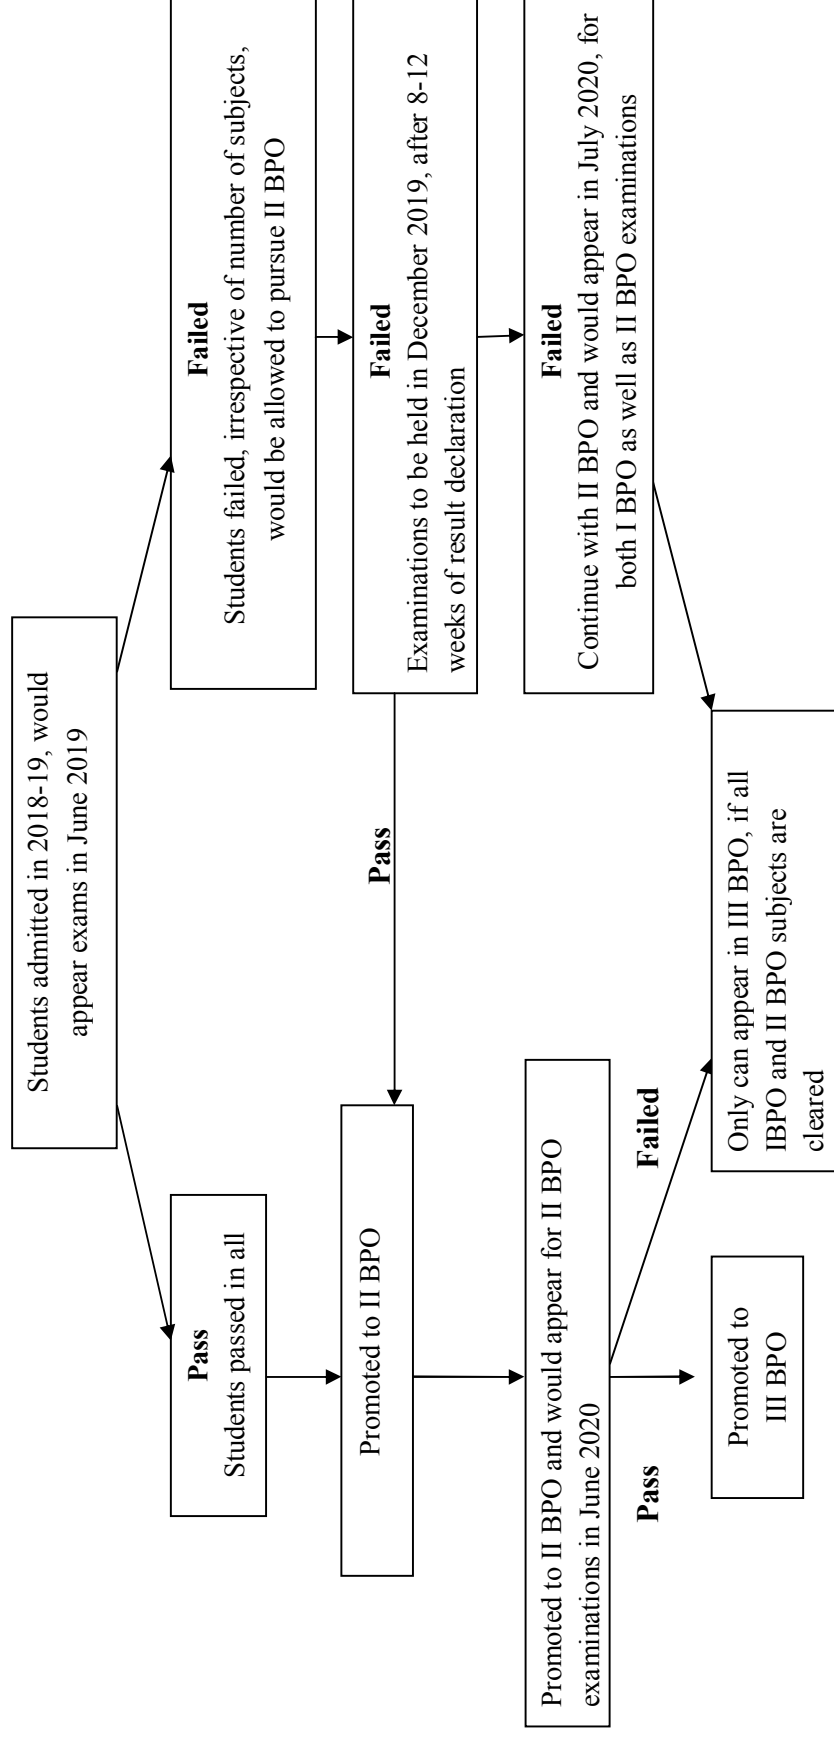 Students admitted in 2018-19, would
appear exams in June 2019
Pass
Students passed in all
Failed
Students failed, irrespective of number of subjects,
would be allowed to pursue II BPO
Promoted to II BPO
Pass
Failed
Examinations to be held in December 2019, after 8-12
weeks of result declaration
Promoted to II BPO and would appear for II BPO
examinations in June 2020
Failed
Continue with II BPO and would appear in July 2020, for
both I BPO as well as II BPO examinations
Pass
Failed
Promoted to
III BPO
Only can appear in III BPO, if all
IBPO and II BPO subjects are
cleared